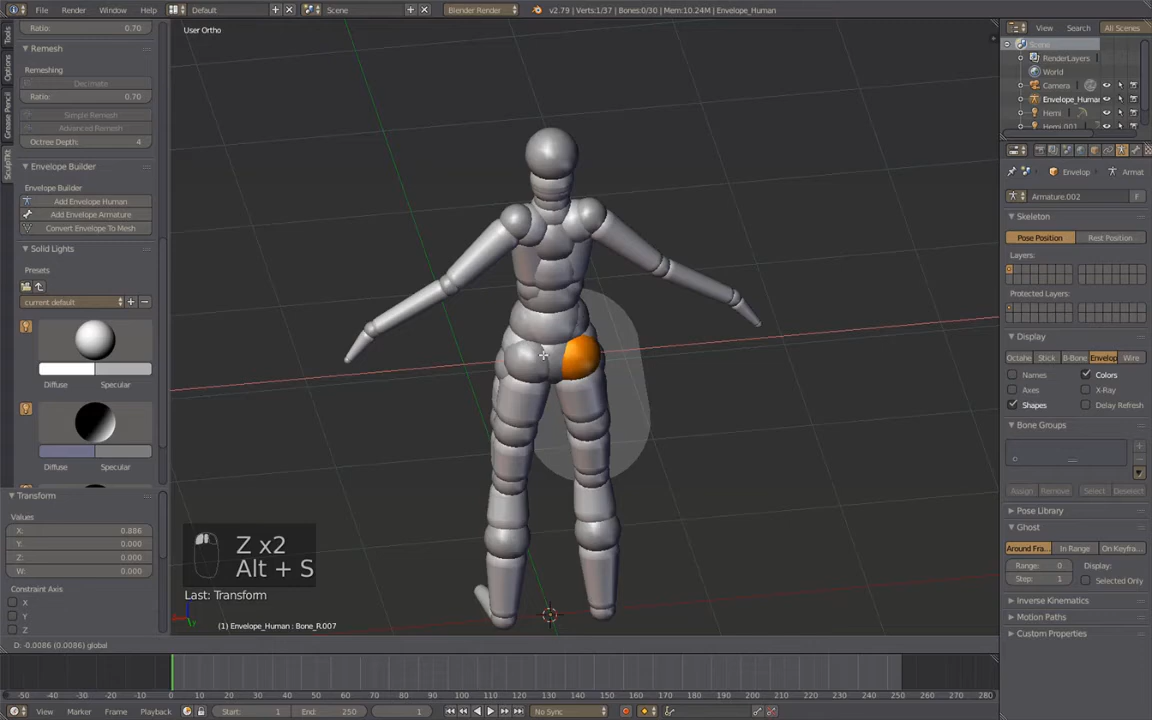 File Render Window Help Default Scene Blender Render v2.79 | Verts:1/37 | Bones:0/30 | Mem:10.24M | Envelope_Human
Ratio: 0.70
Remesh
Remeshing
Decimate
Ratio: 0.70
Simple Remesh
Advanced Remesh
Octree Depth: 4
Envelope Builder
Envelope Builder
Add Envelope Human
Add Envelope Armature
Convert Envelope To Mesh
Solid Lights
Presets
current default
Diffuse Specular
Diffuse Specular
Transform
Values
X: 0.886
Y: 0.000
Z: 0.000
W: 0.000
Constraint Axis
X
Y
Z
Tools
Options
Grease Pencil
User Ortho
Z x2
Alt + S
Last: Transform
(1) Envelope_Human : Bone_R.007
D: -0.0086 (0.0086) global
View Search All Scenes
Scene
RenderLayers
World
Camera
Envelope_Human
Hemi
Hemi.001
Envelop Armat
Armature.002 F
Skeleton
Pose Position Rest Position
Layers:
Protected Layers:
Display
Octahe Stick B-Bone Envelop Wire
Names Colors
Axes X-Ray
Shapes Delay Refresh
Bone Groups
Assign Remove Select Deselect
Pose Library
Ghost
Around Fra... In Range On Keyfra...
Range: 0 Display:
Step: 1 Selected Only
Inverse Kinematics
Motion Paths
Custom Properties
-50 -40 -30 -20 -10 0 10 20 30 40 50 60 70 80 90 100 110 120 130 140 150 160 170 180 190 200 210 220 230 240 250 260 270 280
View Marker Frame Playback Start: 1 End: 250 1 No Sync